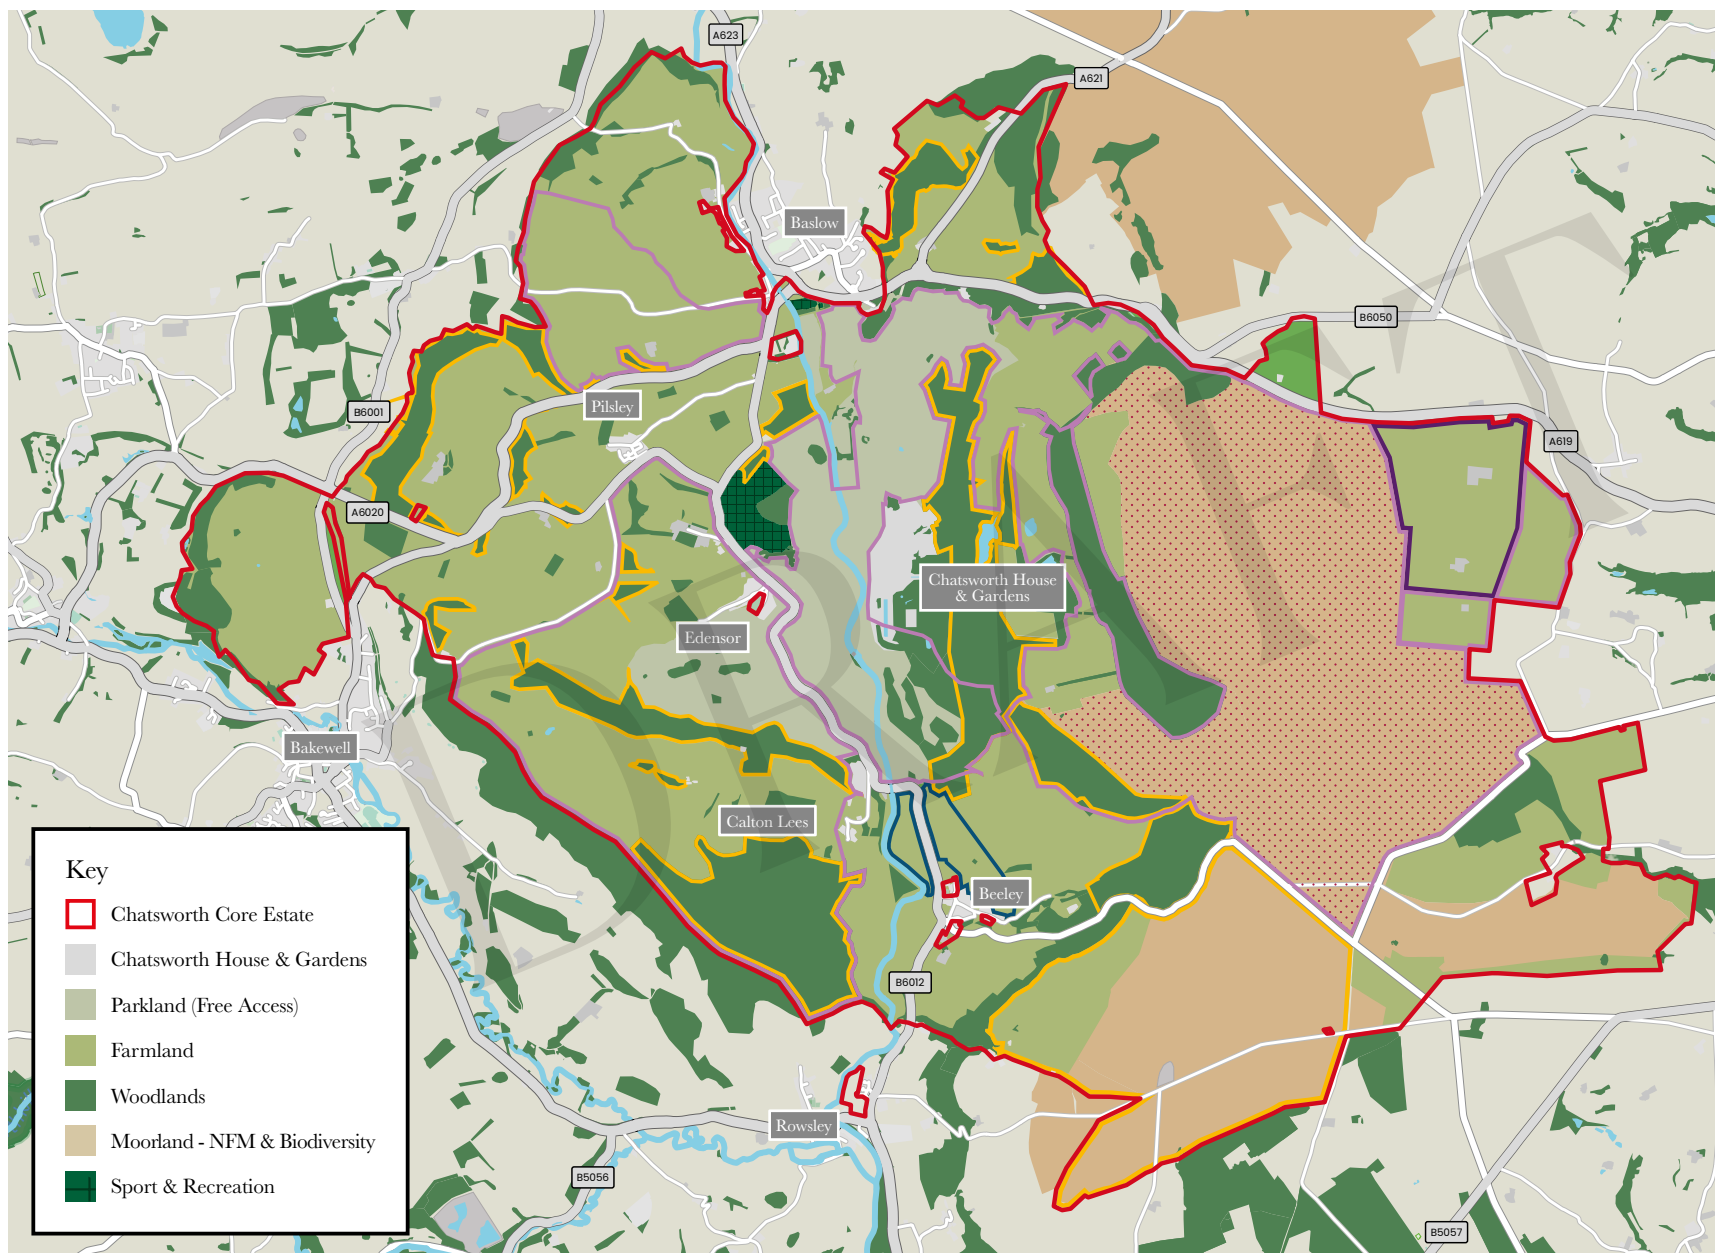 A623
A621
Baslow
B6050
B6001
Pilsley
A619
A6020
Chatsworth House
& Gardens
Edensor
Bakewell
Calton Lees
Beeley
B6012
Rowsley
B5056
B5057
Key
Chatsworth Core Estate
Chatsworth House & Gardens
Parkland (Free Access)
Farmland
Woodlands
Moorland - NFM & Biodiversity
Sport & Recreation
DRAFT